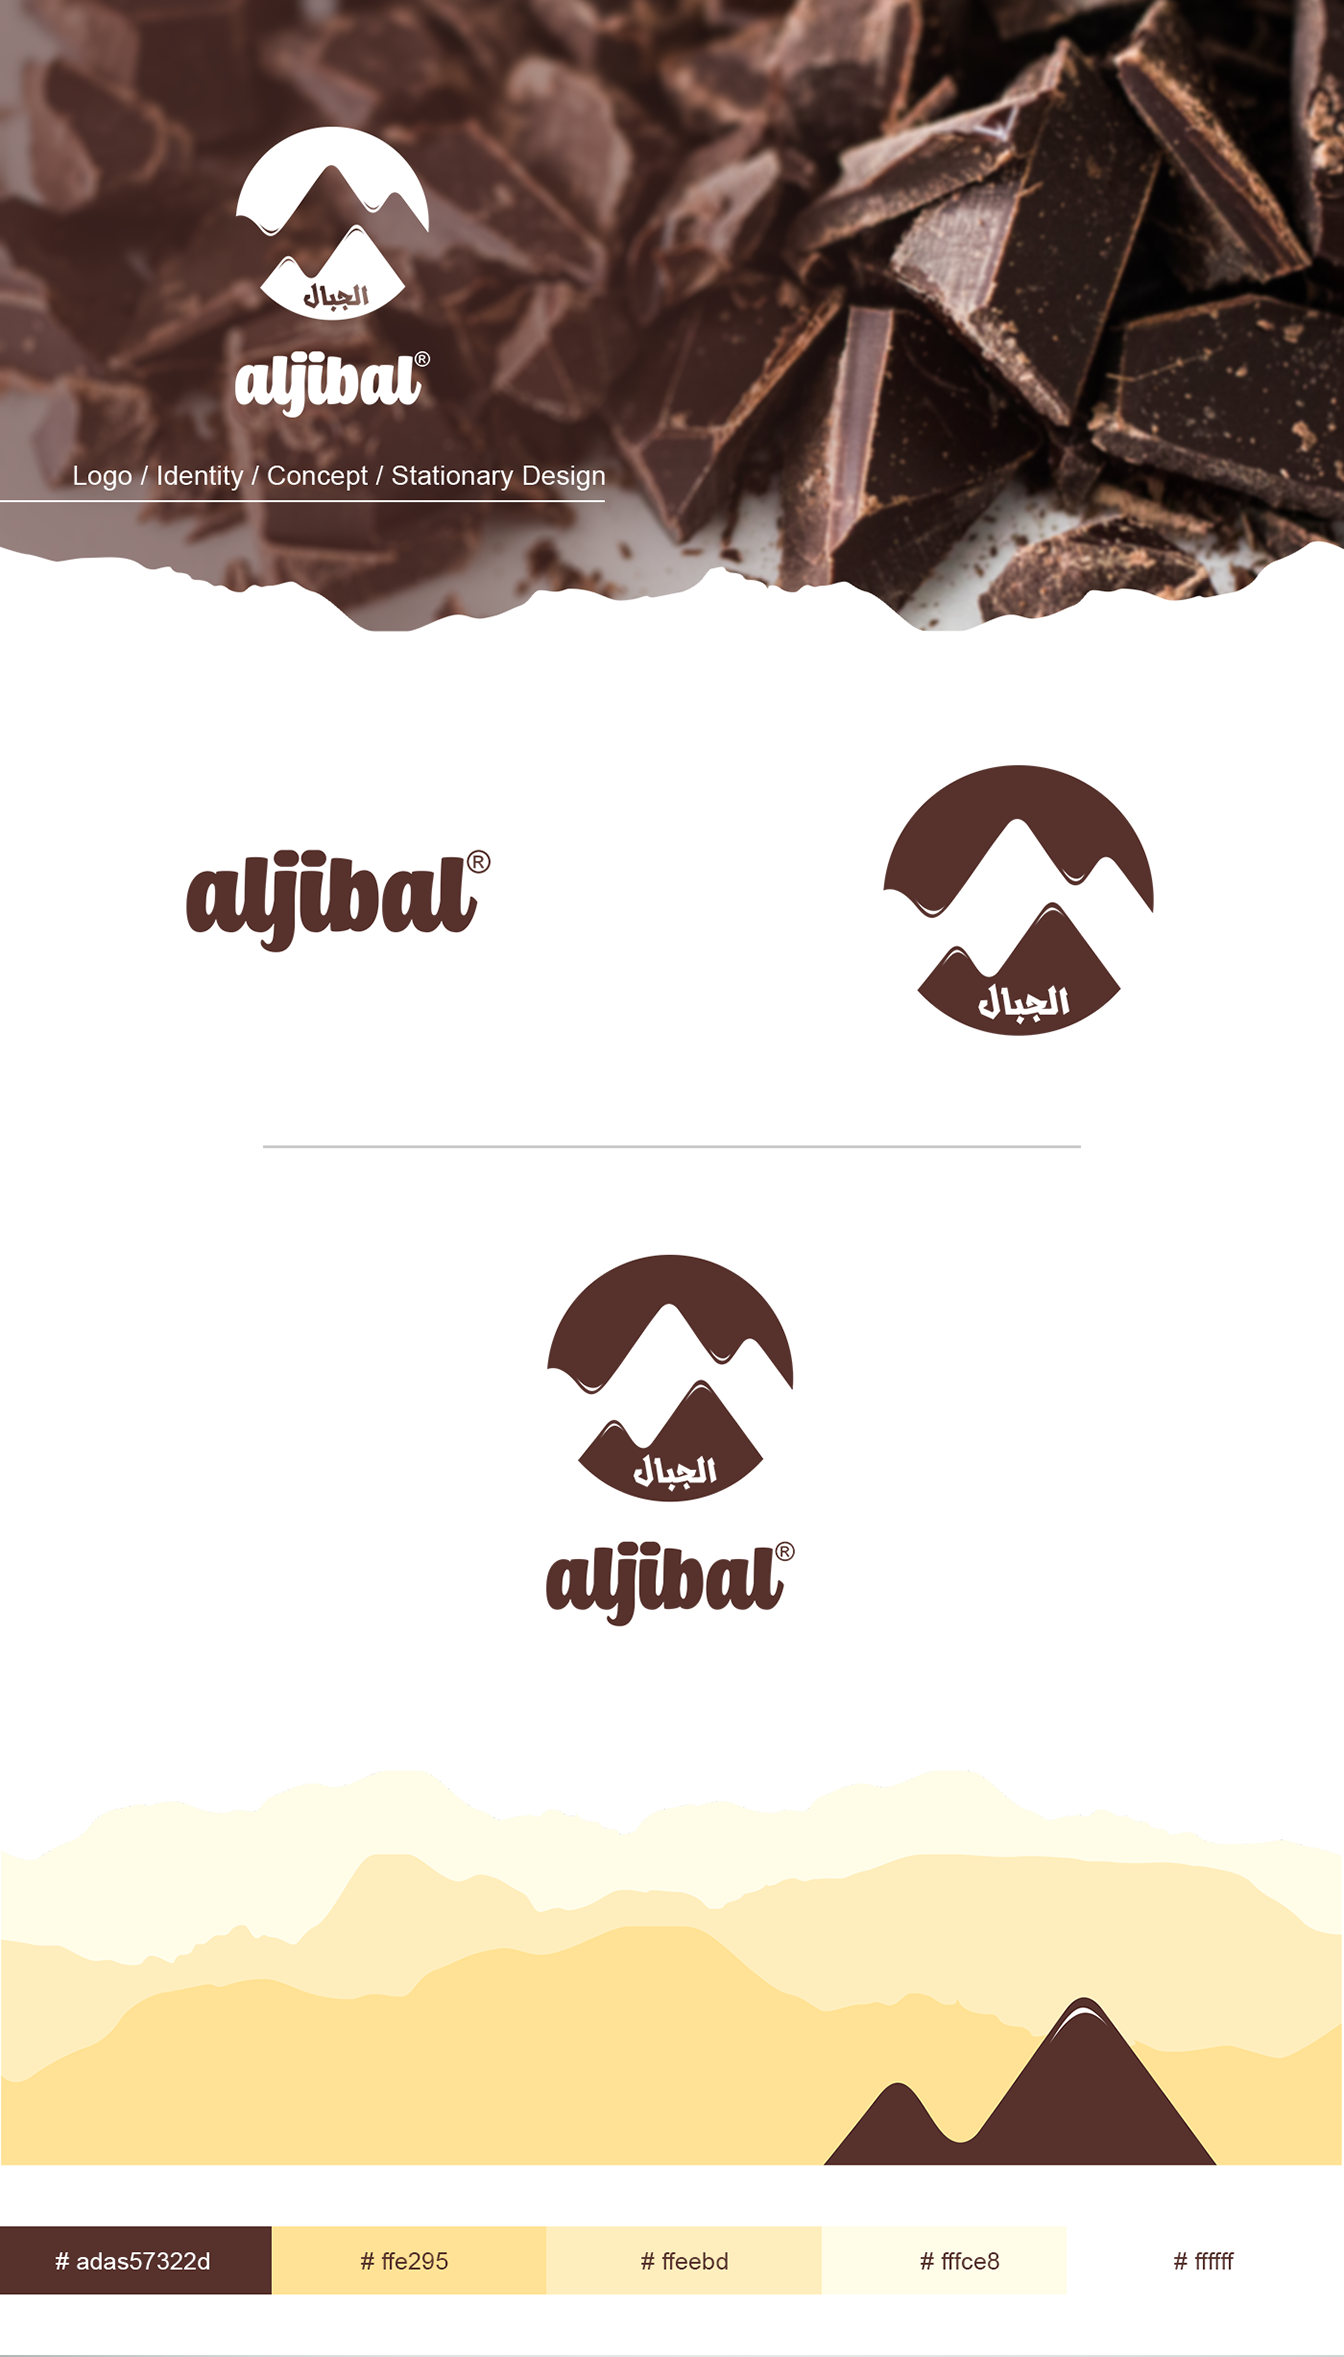 الجبال
aljibal®
Logo / Identity / Concept / Stationary Design
aljibal®
الجبال
الجبال
aljibal®
# adas57322d
# ffe295
# ffeebd
# fffce8
# ffffff